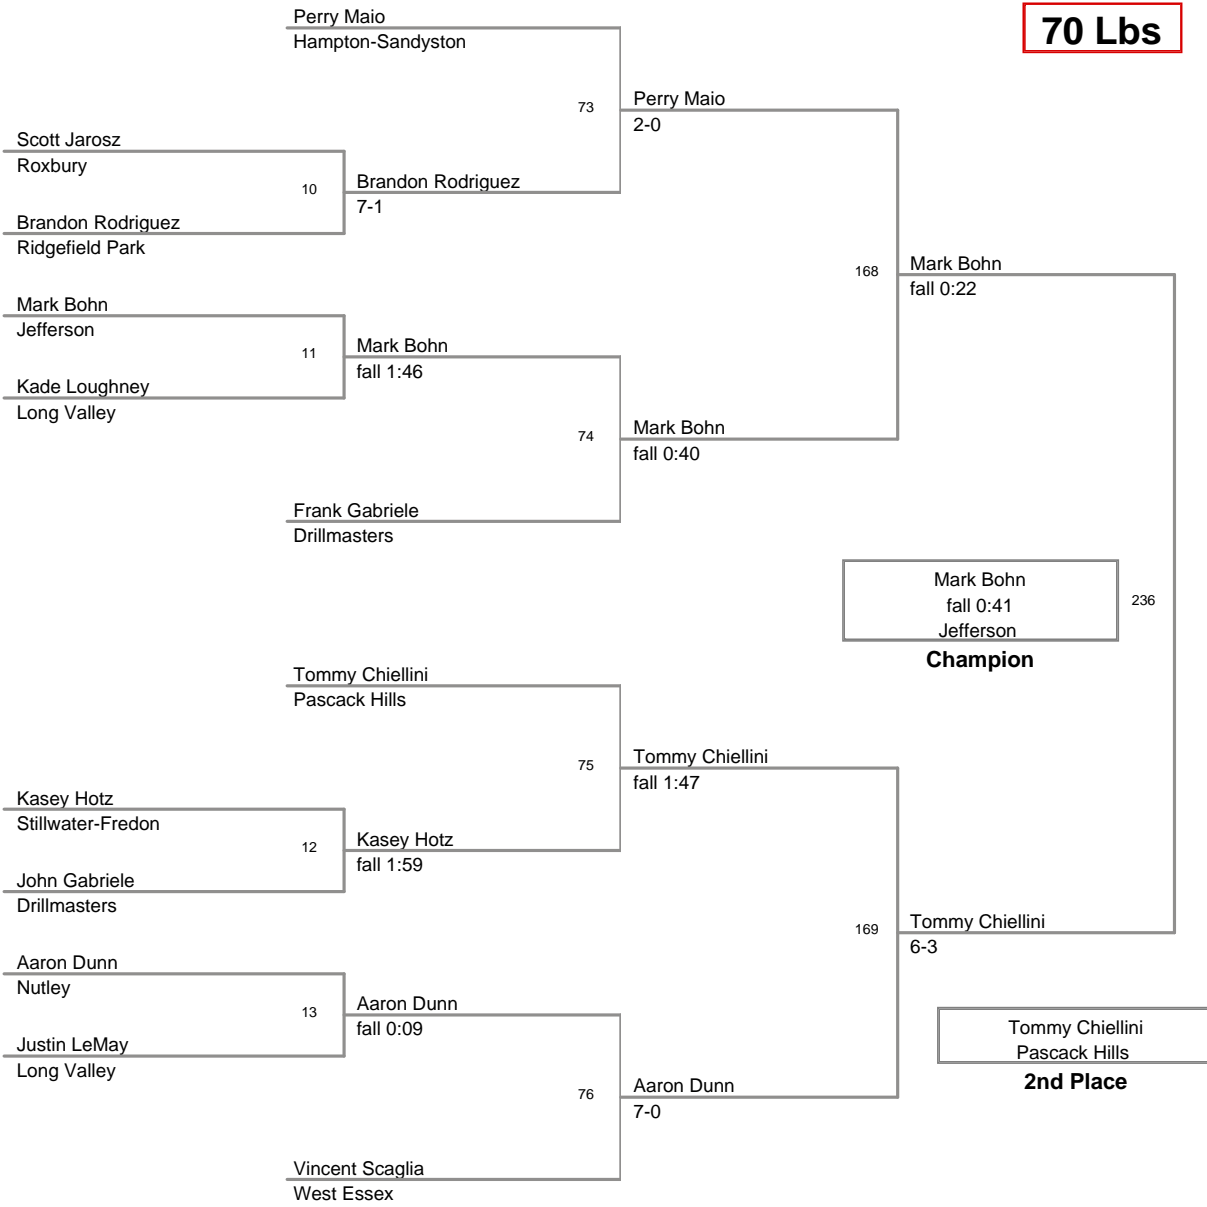 Perry Maio
Hampton-Sandyston
70 Lbs
73
Perry Maio
2-0
Scott Jarosz
Roxbury
10
Brandon Rodriguez
7-1
Brandon Rodriguez
Ridgefield Park
168
Mark Bohn
fall 0:22
Mark Bohn
Jefferson
11
Mark Bohn
fall 1:46
Kade Loughney
Long Valley
74
Mark Bohn
fall 0:40
Frank Gabriele
Drillmasters
Mark Bohn
fall 0:41
Jefferson
236
Champion
Tommy Chiellini
Pascack Hills
75
Tommy Chiellini
fall 1:47
Kasey Hotz
Stillwater-Fredon
12
Kasey Hotz
fall 1:59
John Gabriele
Drillmasters
169
Tommy Chiellini
6-3
Aaron Dunn
Nutley
13
Aaron Dunn
fall 0:09
Justin LeMay
Long Valley
Tommy Chiellini
Pascack Hills
2nd Place
76
Aaron Dunn
7-0
Vincent Scaglia
West Essex